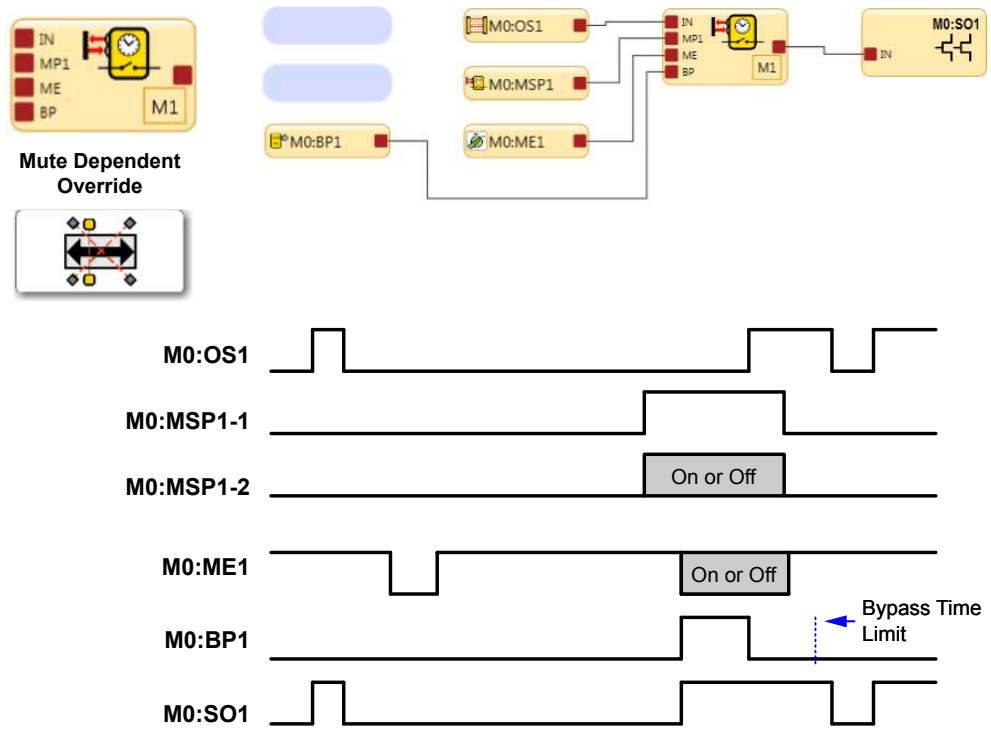 IN
MP1
ME
BP
M1
Mute Dependent
Override
M0:OS1
M0:MSP1
M0:BP1
M0:ME1
IN
MP1
ME
BP
M1
M0:SO1
IN
M0:OS1
M0:MSP1-1
M0:MSP1-2
On or Off
M0:ME1
On or Off
M0:BP1
Bypass Time
Limit
M0:SO1